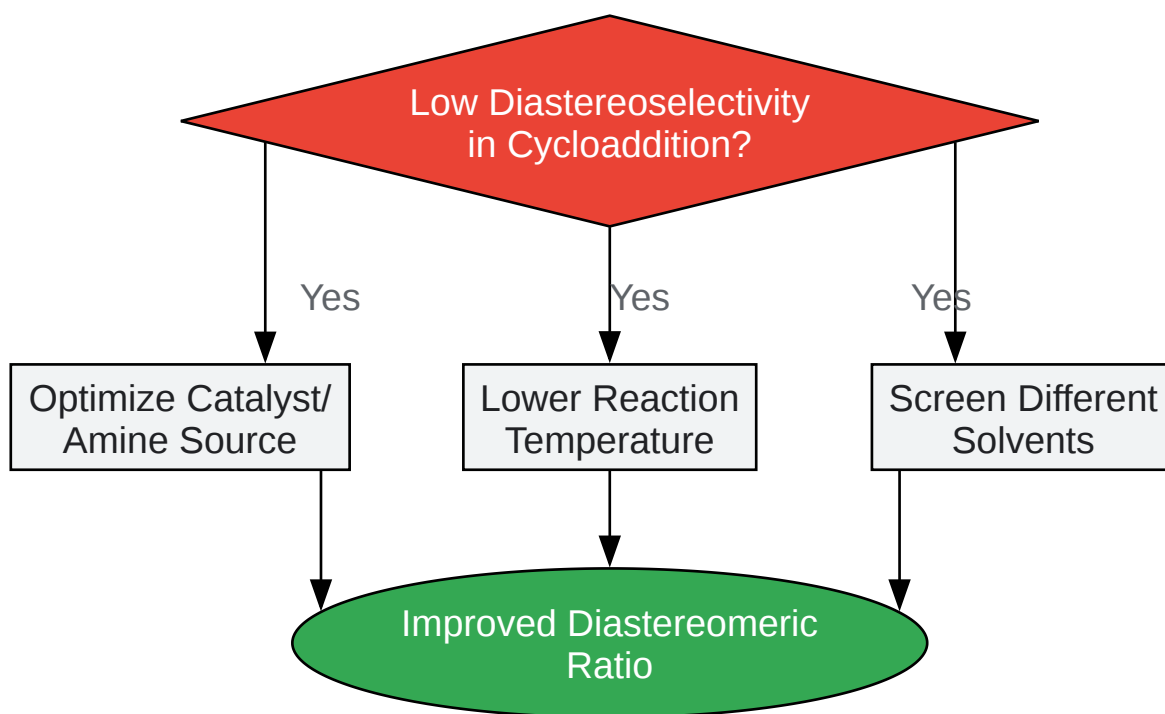 Low Diastereoselectivity
in Cycloaddition?
Yes
Yes
Yes
Optimize Catalyst/
Amine Source
Lower Reaction
Temperature
Screen Different
Solvents
Improved Diastereomeric
Ratio